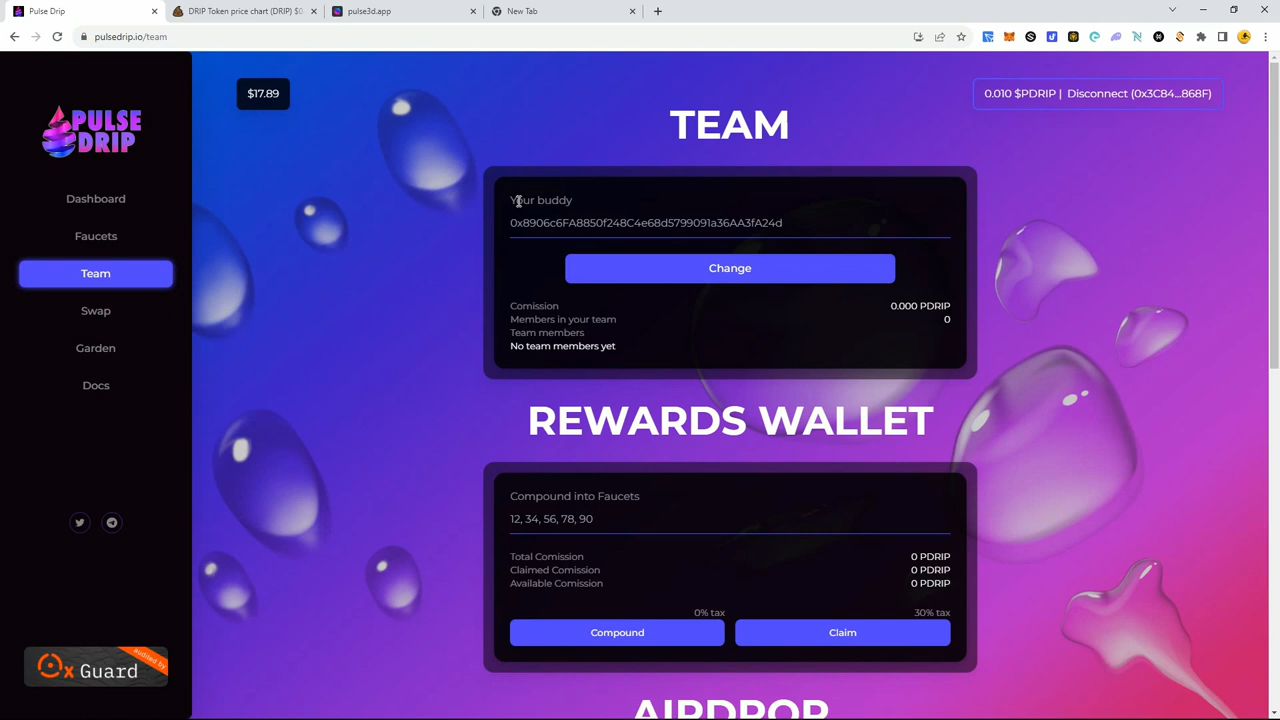 Pulse Drip
DRIP Token price chart (DRIP) $0
pulse3d.app
New Tab
pulsedrip.io/team
$17.89
0.010 $PDRIP | Disconnect (0x3C84...868F)
PULSE
DRIP
Dashboard
Faucets
Team
Swap
Garden
Docs
audited by
0x Guard
TEAM
Your buddy
0x8906c6FA8850f248C4e68d5799091a36AA3fA24d
Change
Comission 0.000 PDRIP
Members in your team 0
Team members
No team members yet
REWARDS WALLET
Compound into Faucets
12, 34, 56, 78, 90
Total Comission 0 PDRIP
Claimed Comission 0 PDRIP
Available Comission 0 PDRIP
0% tax 30% tax
Compound Claim
AIRDROP